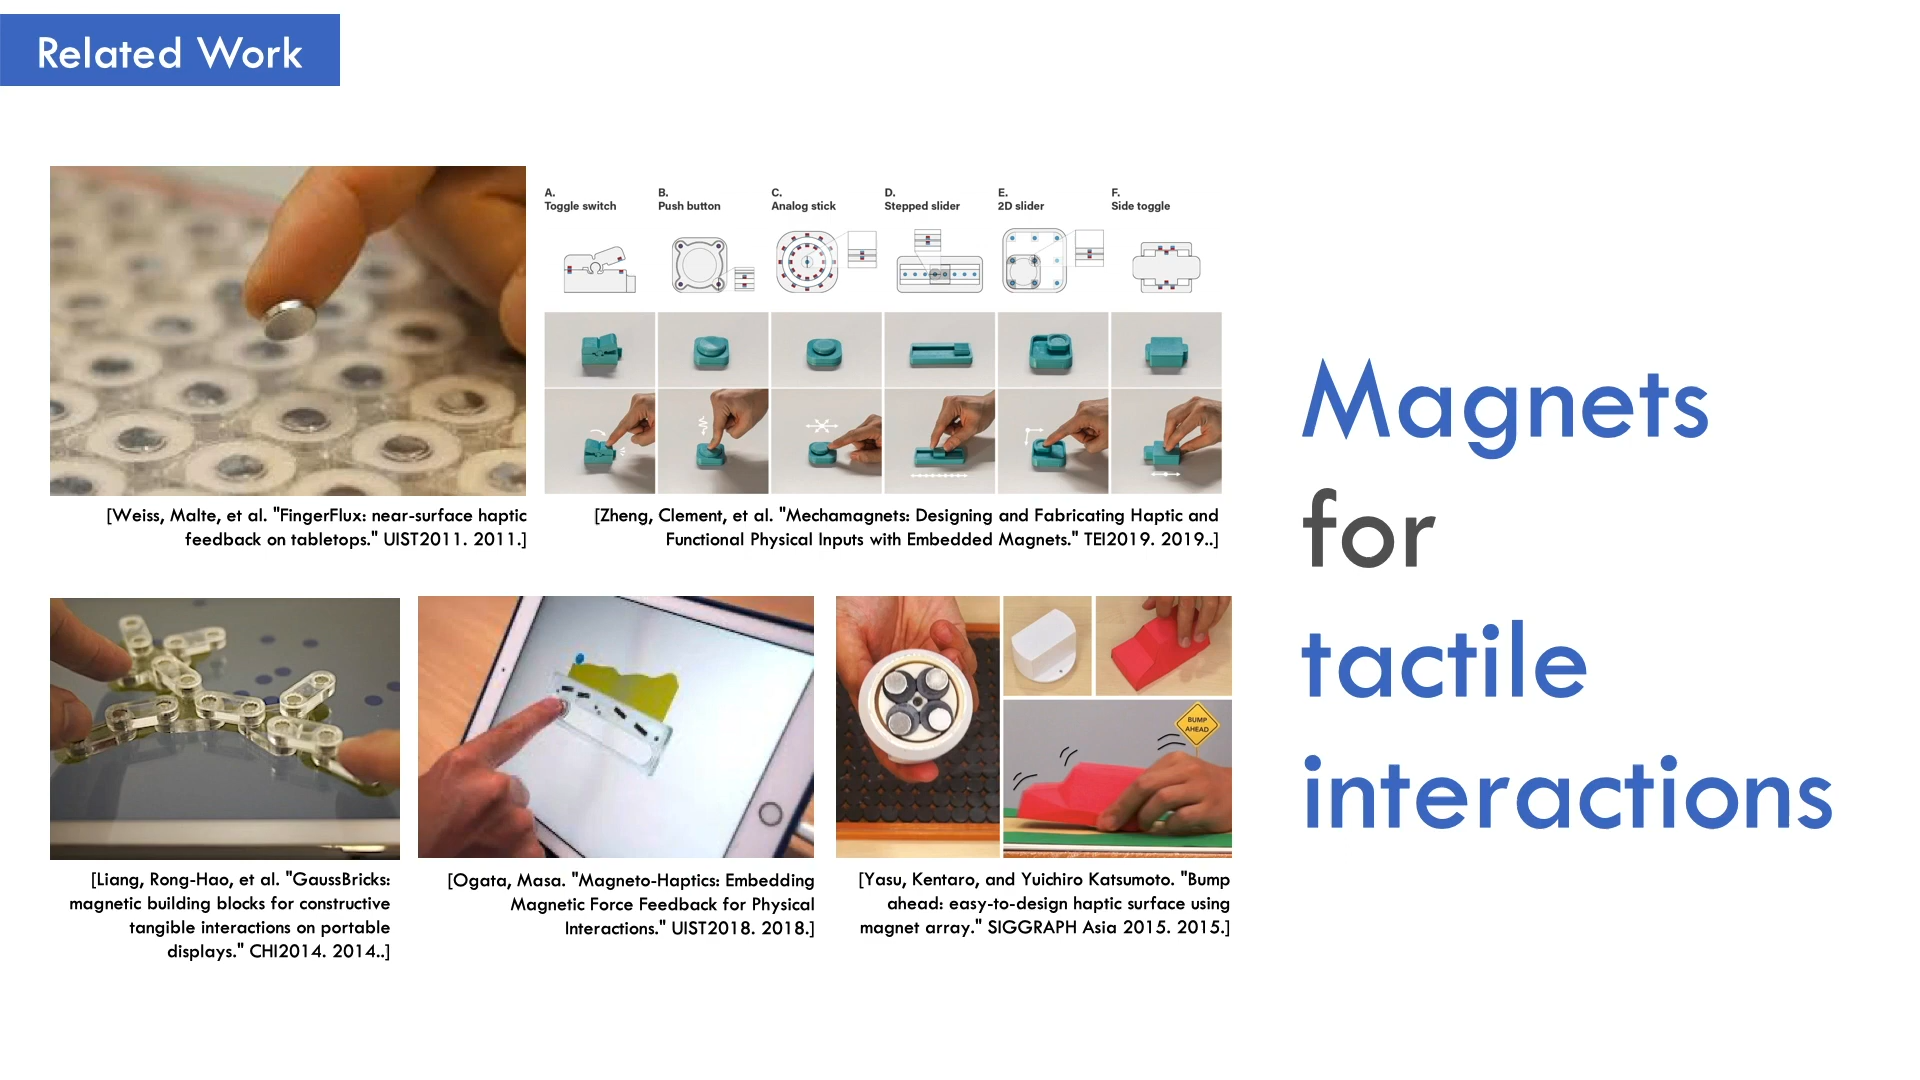 Related Work
A.
Toggle switch
B.
Push button
C.
Analog stick
D.
Stepped slider
E.
2D slider
F.
Side toggle
[Weiss, Malte, et al. "FingerFlux: near-surface haptic
feedback on tabletops." UIST2011. 2011.]
[Zheng, Clement, et al. "Mechamagnets: Designing and Fabricating Haptic and
Functional Physical Inputs with Embedded Magnets." TEI2019. 2019..]
BUMP
AHEAD
[Liang, Rong-Hao, et al. "GaussBricks:
magnetic building blocks for constructive
tangible interactions on portable
displays." CHI2014. 2014..]
[Ogata, Masa. "Magneto-Haptics: Embedding
Magnetic Force Feedback for Physical
Interactions." UIST2018. 2018.]
[Yasu, Kentaro, and Yuichiro Katsumoto. "Bump
ahead: easy-to-design haptic surface using
magnet array." SIGGRAPH Asia 2015. 2015.]
Magnets
for
tactile
interactions